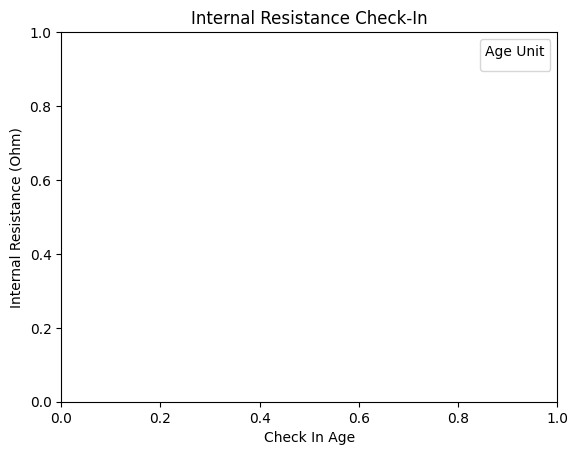 Internal Resistance Check-In
Age Unit
Internal Resistance (Ohm)
1.0
0.8
0.6
0.4
0.2
0.0
0.0 0.2 0.4 0.6 0.8 1.0
Check In Age